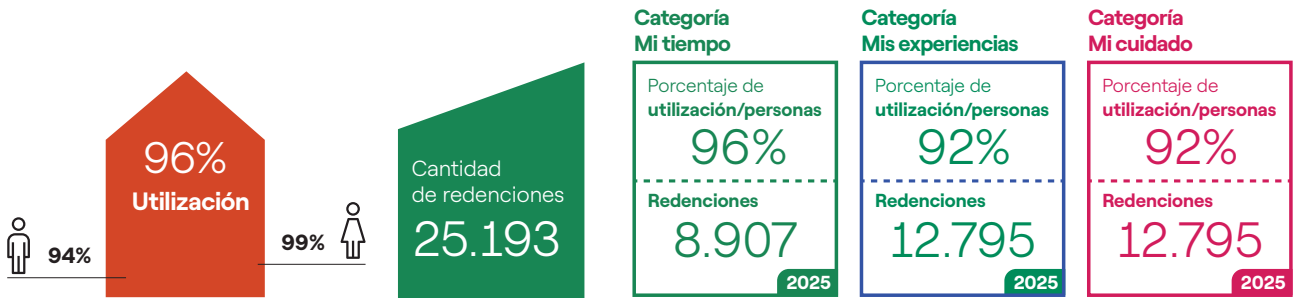 96%
Utilización
94%
99%
Cantidad
de redenciones
25.193
Categoría
Mi tiempo
Porcentaje de
utilización/personas
96%
Redenciones
8.907
2025
Categoría
Mis experiencias
Porcentaje de
utilización/personas
92%
Redenciones
12.795
2025
Categoría
Mi cuidado
Porcentaje de
utilización/personas
92%
Redenciones
12.795
2025